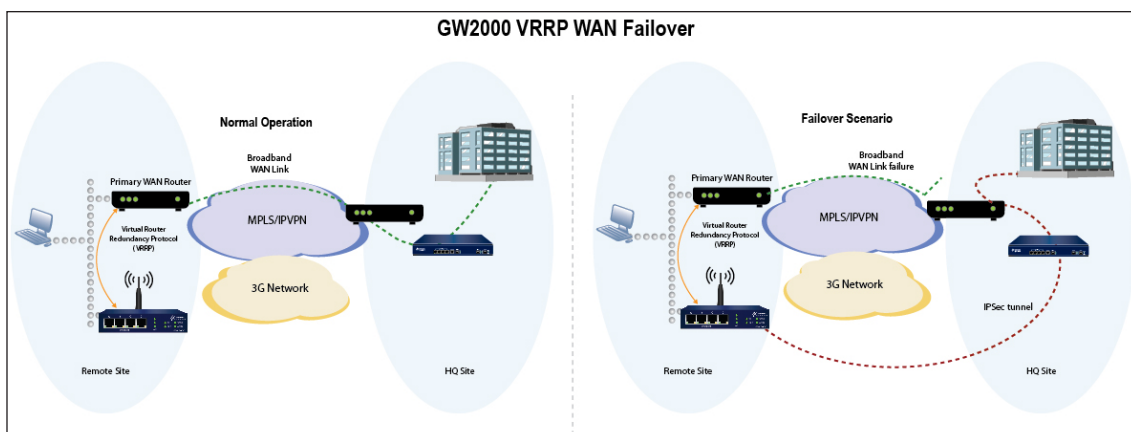 GW2000 VRRP WAN Failover
Normal Operation
Broadband
WAN Link
Primary WAN Router
MPLS/IPVPN
Virtual Router
Redundancy Protocol
(VRRP)
3G Network
Remote Site
HQ Site
Failover Scenario
Broadband
WAN Link failure
Primary WAN Router
MPLS/IPVPN
Virtual Router
Redundancy Protocol
(VRRP)
3G Network
IPSec tunnel
Remote Site
HQ Site